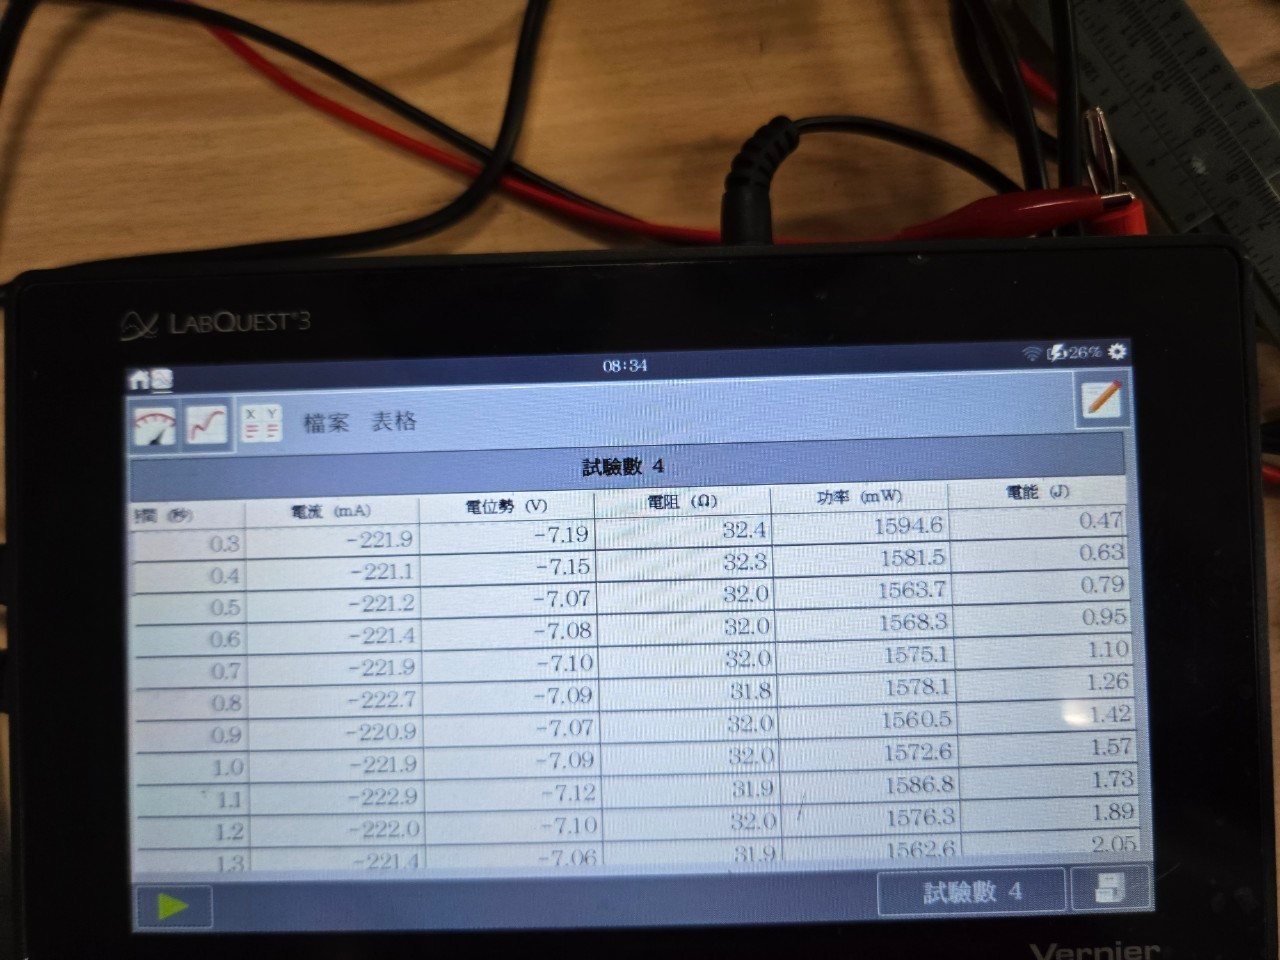 LABQUEST 3
08:34
26%
X Y
檔案 表格
試驗數 4
時間 (秒) 電流 (mA) 電位勢 (V) 電阻 (Ω) 功率 (mW) 電能 (J)
0.3 -221.9 -7.19 32.4 1594.6 0.47
0.4 -221.1 -7.15 32.3 1581.5 0.63
0.5 -221.2 -7.07 32.0 1563.7 0.79
0.6 -221.4 -7.08 32.0 1568.3 0.95
0.7 -221.9 -7.10 32.0 1575.1 1.10
0.8 -222.7 -7.09 31.8 1578.1 1.26
0.9 -220.9 -7.07 32.0 1560.5 1.42
1.0 -221.9 -7.09 32.0 1572.6 1.57
1.1 -222.9 -7.12 31.9 1586.8 1.73
1.2 -222.0 -7.10 32.0 1576.3 1.89
1.3 -221.4 -7.06 31.9 1562.6 2.05
試驗數 4
Vernier